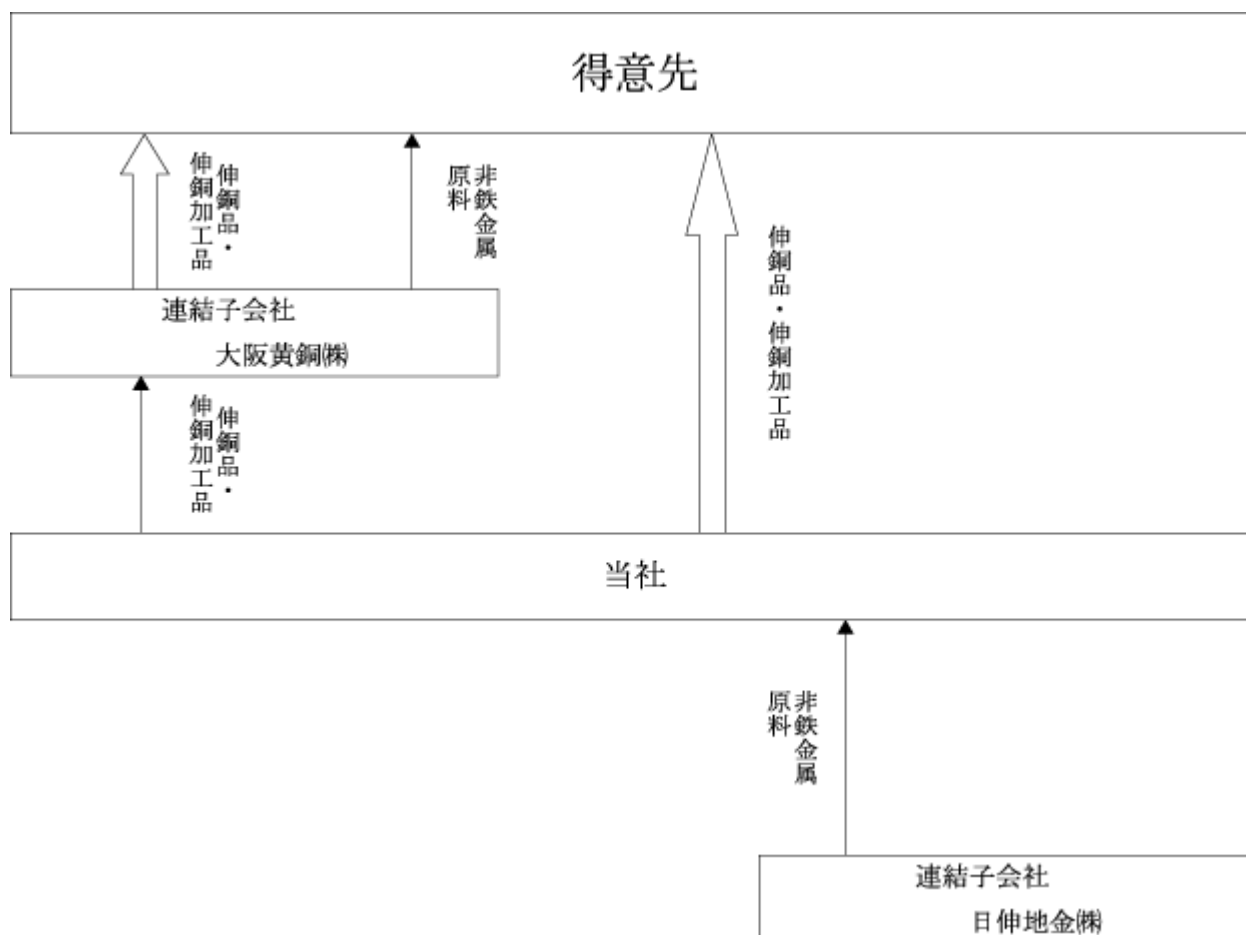 得意先
伸銅品・
伸銅加工品
非鉄金属
原料
伸銅品・伸銅加工品
連結子会社
大阪黄銅㈱
伸銅品・
伸銅加工品
当社
非鉄金属
原料
連結子会社
日伸地金㈱